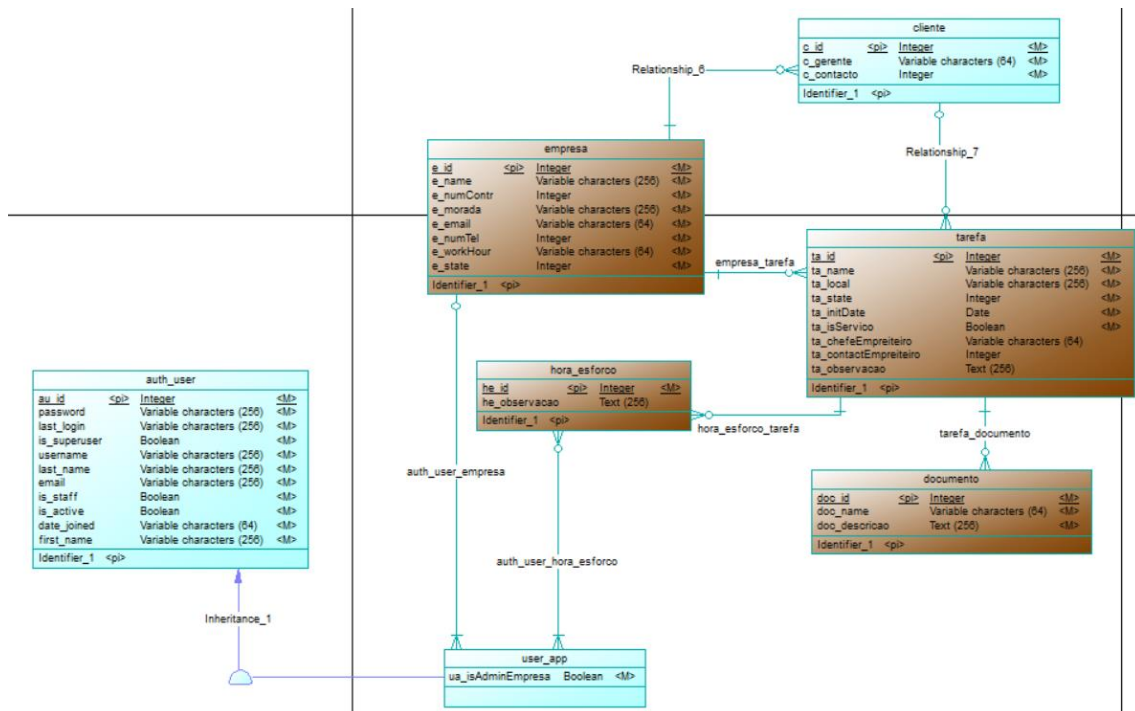 cliente
c_id <pi> Integer <M>
c_gerente Variable characters (64) <M>
c_contacto Integer <M>
Identifier_1 <pi>
Relationship_6
Relationship_7
empresa
e_id <pi> Integer <M>
e_name Variable characters (256) <M>
e_numContr Integer <M>
e_morada Variable characters (256) <M>
e_email Variable characters (64) <M>
e_numTel Integer <M>
e_workHour Variable characters (64) <M>
e_state Integer <M>
Identifier_1 <pi>
empresa_tarefa
tarefa
ta_id <pi> Integer <M>
ta_name Variable characters (256) <M>
ta_local Variable characters (256) <M>
ta_state Integer <M>
ta_initDate Date <M>
ta_isServico Boolean <M>
ta_chefeEmpreiteiro Variable characters (64)
ta_contactEmpreiteiro Integer
ta_observacao Text (256)
Identifier_1 <pi>
hora_esforco
he_id <pi> Integer <M>
he_observacao Text (256)
Identifier_1 <pi>
hora_esforco_tarefa
tarefa_documento
auth_user
au_id <pi> Integer <M>
password Variable characters (256) <M>
last_login Variable characters (256) <M>
is_superuser Boolean <M>
username Variable characters (256) <M>
last_name Variable characters (256) <M>
email Variable characters (256) <M>
is_staff Boolean <M>
is_active Boolean <M>
date_joined Variable characters (64) <M>
first_name Variable characters (256) <M>
Identifier_1 <pi>
auth_user_empresa
documento
doc_id <pi> Integer <M>
doc_name Variable characters (64) <M>
doc_descricao Text (256) <M>
Identifier_1 <pi>
auth_user_hora_esforco
Inheritance_1
user_app
ua_isAdminEmpresa Boolean <M>